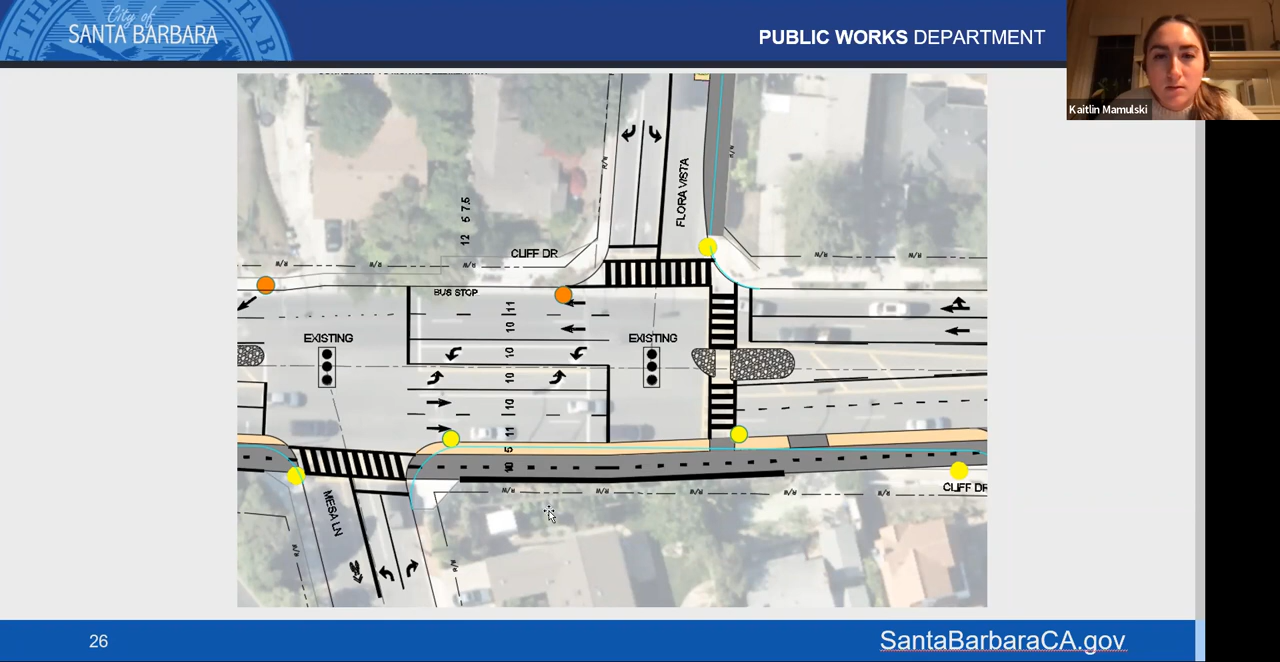 City of
SANTA BARBARA
PUBLIC WORKS DEPARTMENT
Kaitlin Mamulski
R/W
R/W
FLORA VISTA
12 5 7.5
CLIFF DR
R/W
R/W
R/W
R/W
R/W
BUS STOP
11
10
EXISTING
EXISTING
10
10
10
11
5
10
R/W
R/W
R/W
R/W
R/W
CLIFF DR
MESA LN
R/W
R/W
26
SantaBarbaraCA.gov